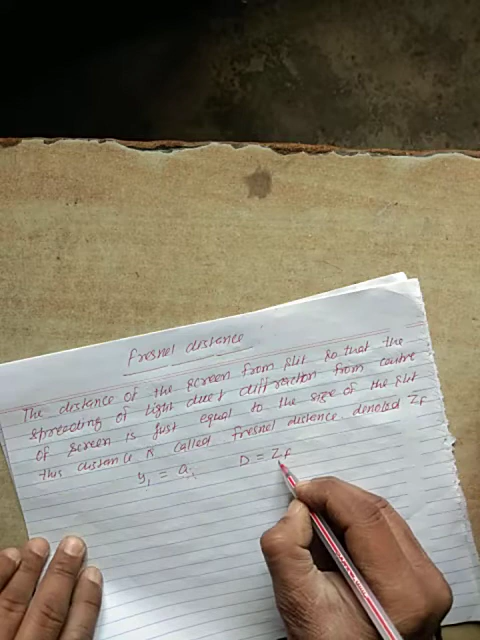 fresnel distance
The distance of the screen from slit so that the
spreading of light due t diffraction from centre
of screen is just equal to the size of the slit
this distance is called fresnel distance denoted ZF
y1 = a, D = ZF